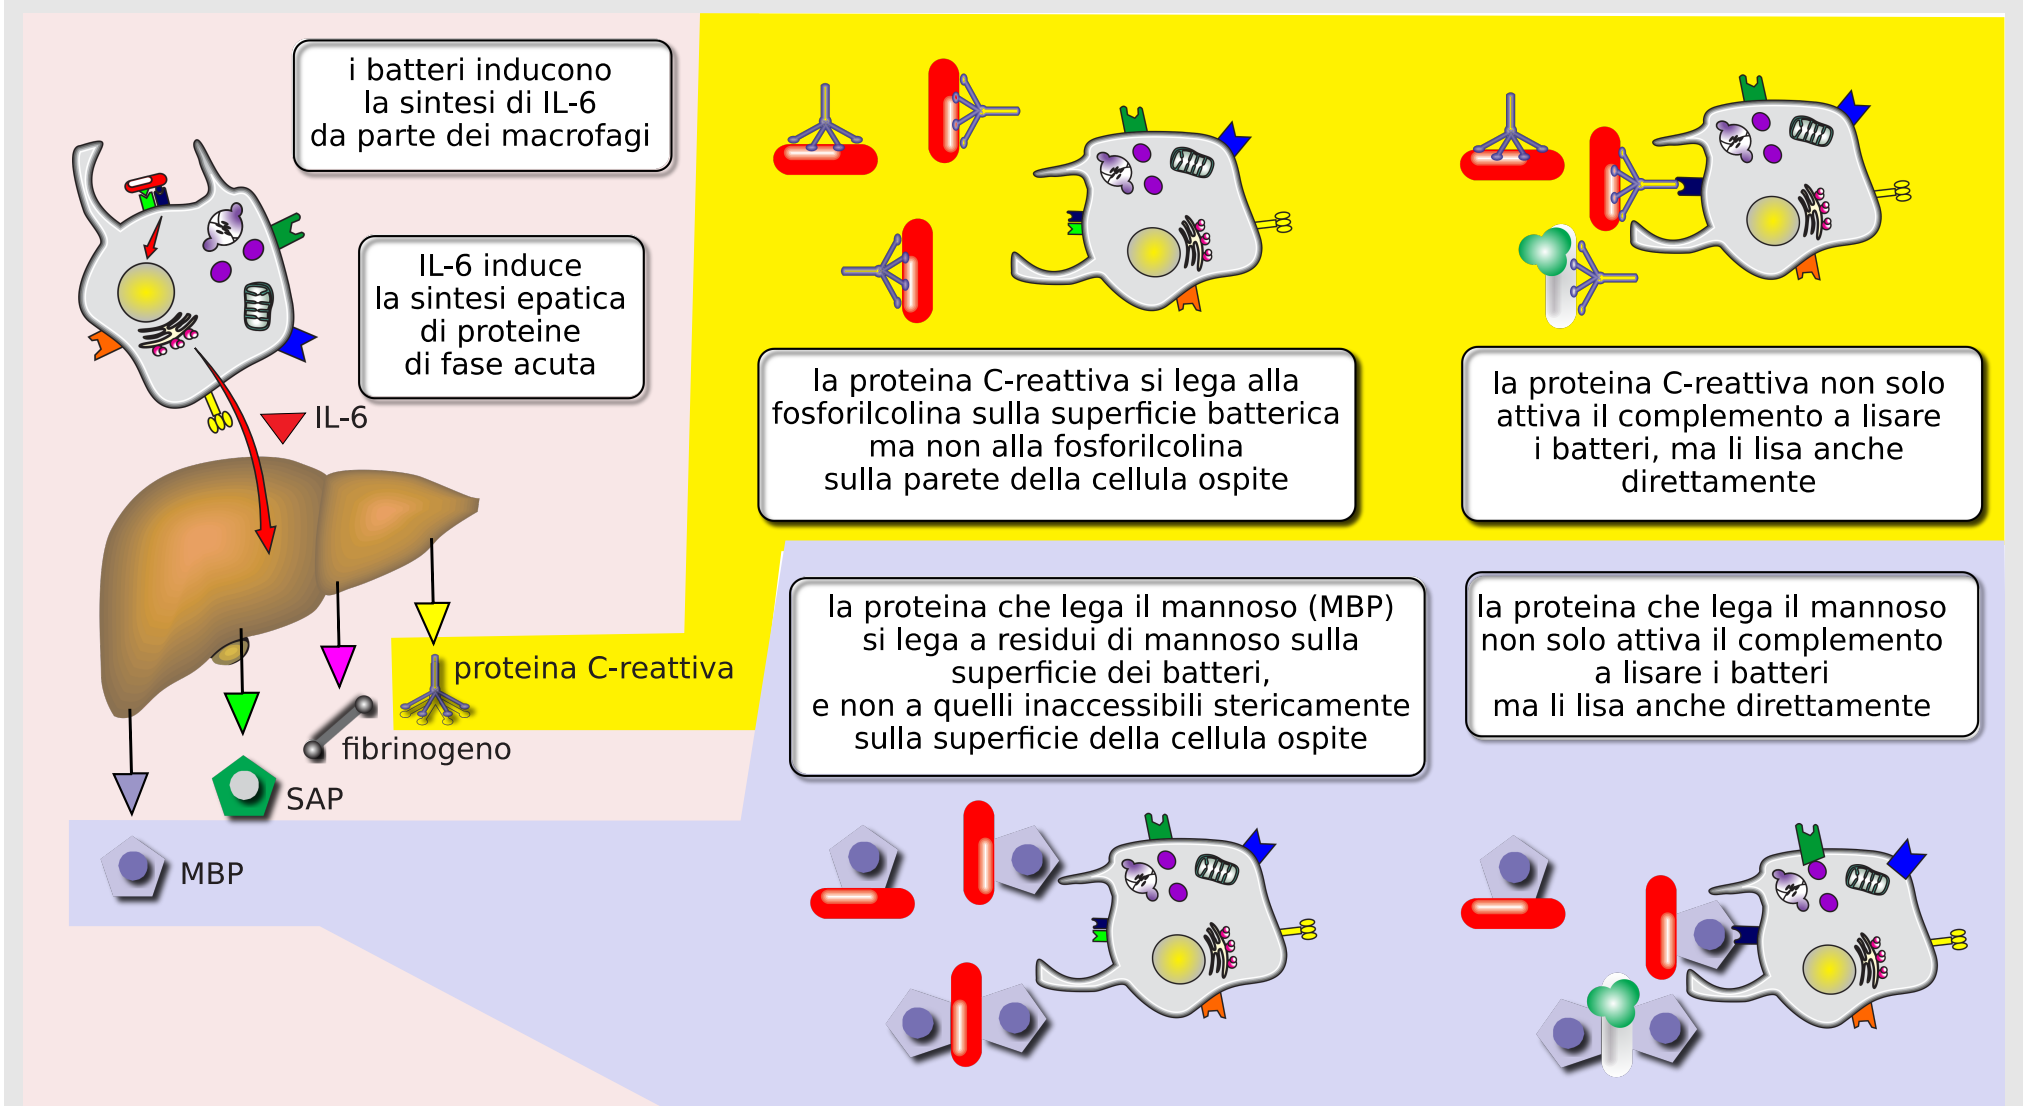 i batteri inducono
la sintesi di IL-6
da parte dei macrofagi
IL-6 induce
la sintesi epatica
di proteine
di fase acuta
IL-6
proteina C-reattiva
fibrinogeno
SAP
MBP
la proteina C-reattiva si lega alla
fosforilcolina sulla superficie batterica
ma non alla fosforilcolina
sulla parete della cellula ospite
la proteina C-reattiva non solo
attiva il complemento a lisare
i batteri, ma li lisa anche
direttamente
la proteina che lega il mannoso (MBP)
si lega a residui di mannoso sulla
superficie dei batteri,
e non a quelli inaccessibili stericamente
sulla superficie della cellula ospite
la proteina che lega il mannoso
non solo attiva il complemento
a lisare i batteri
ma li lisa anche direttamente